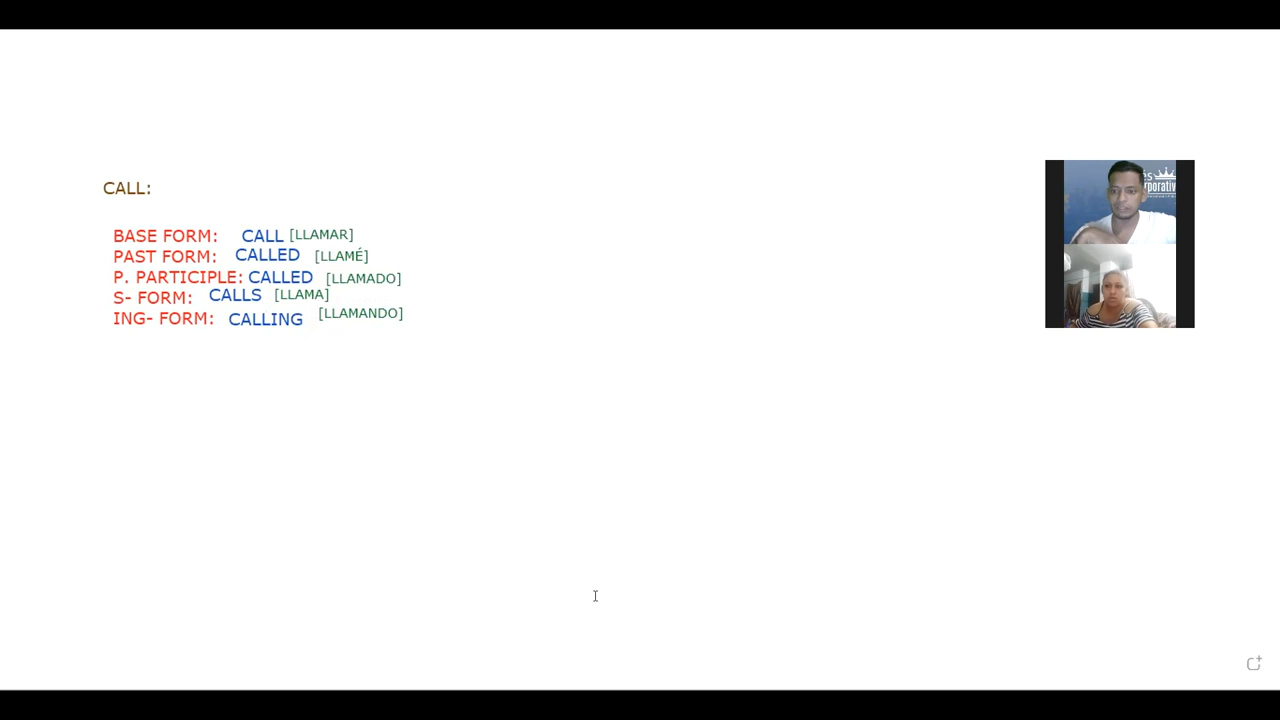 CALL:
BASE FORM: CALL [LLAMAR]
PAST FORM: CALLED [LLAMÉ]
P. PARTICIPLE: CALLED [LLAMADO]
S- FORM: CALLS [LLAMA]
ING- FORM: CALLING [LLAMANDO]